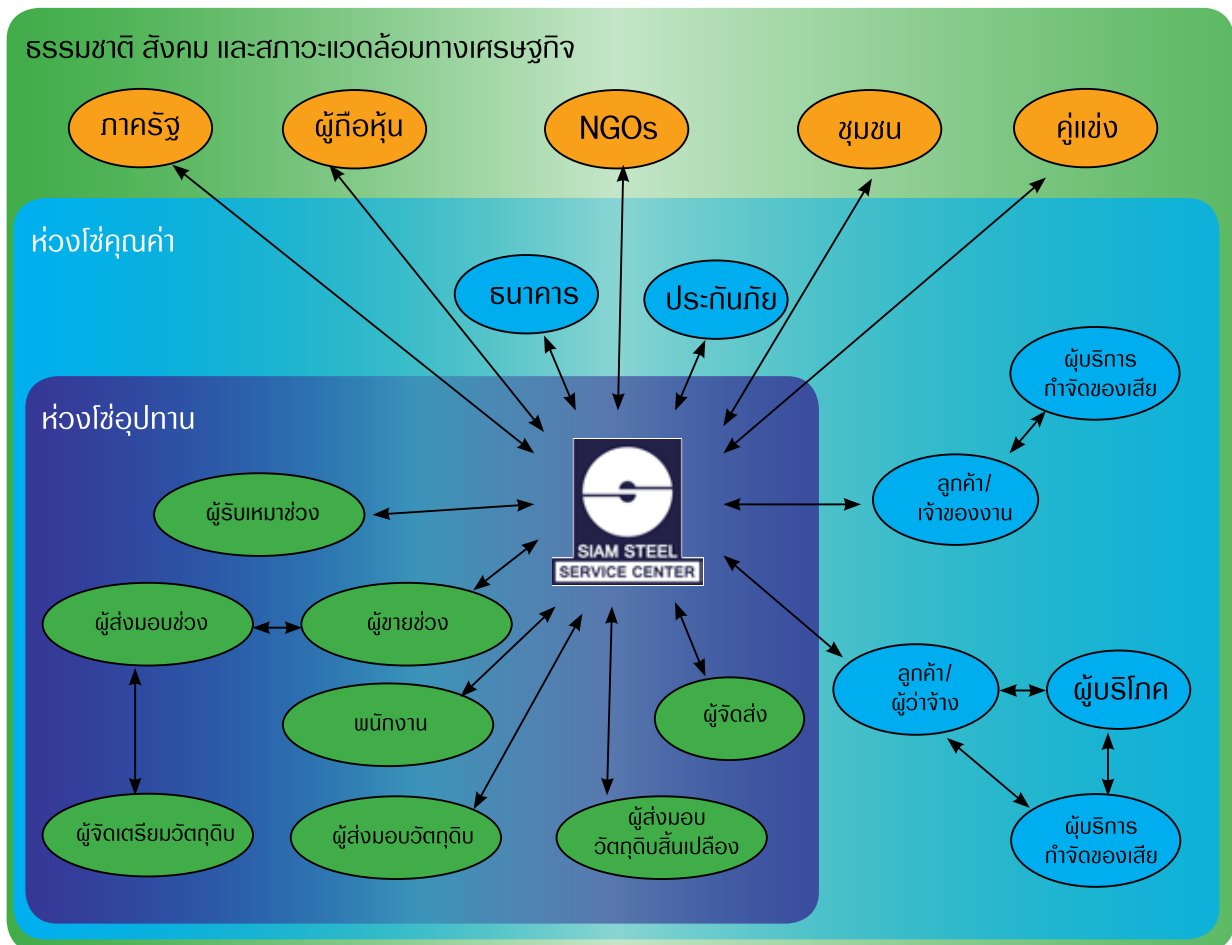 ธรรมชาติ สังคม และสภาวะแวดล้อมทางเศรษฐกิจ
ภาครัฐ
ผู้ถือหุ้น
NGOs
ชุมชน
คู่แข่ง
ห่วงโซ่คุณค่า
ธนาคาร
ประกันภัย
ผุ้บริการ
กำจัดของเสีย
ห่วงโซ่อุปทาน
ลูกค้า/
เจ้าของงาน
ผู้รับเหมาช่วง
SIAM STEEL
SERVICE CENTER
ผู้ส่งมอบช่วง
ผู้ขายช่วง
พนักงาน
ผู้จัดส่ง
ลูกค้า/
ผู้ว่าจ้าง
ผู้บริโภค
ผู้จัดเตรียมวัตถุดิบ
ผู้ส่งมอบวัตถุดิบ
ผู้ส่งมอบ
วัตถุดิบสิ้นเปลือง
ผุ้บริการ
กำจัดของเสีย